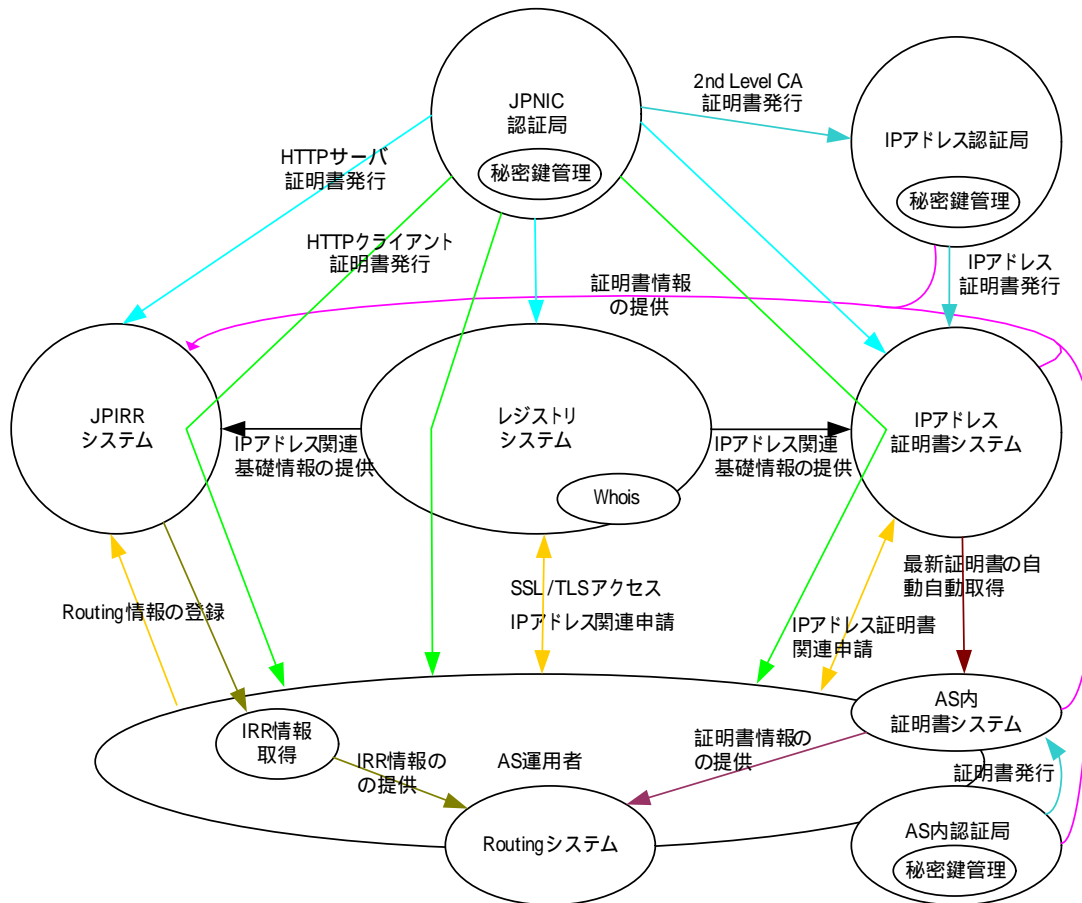 JPNIC
認証局
秘密鍵管理
2nd Level CA
証明書発行
IPアドレス認証局
秘密鍵管理
HTTPサーバ
証明書発行
HTTPクライアント
証明書発行
証明書情報
の提供
IPアドレス
証明書発行
JPIRR
システム
IPアドレス関連
基礎情報の提供
レジストリ
システム
Whois
IPアドレス関連
基礎情報の提供
IPアドレス
証明書システム
Routing情報の登録
SSL/TLSアクセス
IPアドレス関連申請
IPアドレス証明書
関連申請
最新証明書の自
動自動取得
IRR情報
取得
IRR情報の
の提供
AS運用者
証明書情報の
の提供
AS内
証明書システム
証明書発行
Routingシステム
AS内認証局
秘密鍵管理